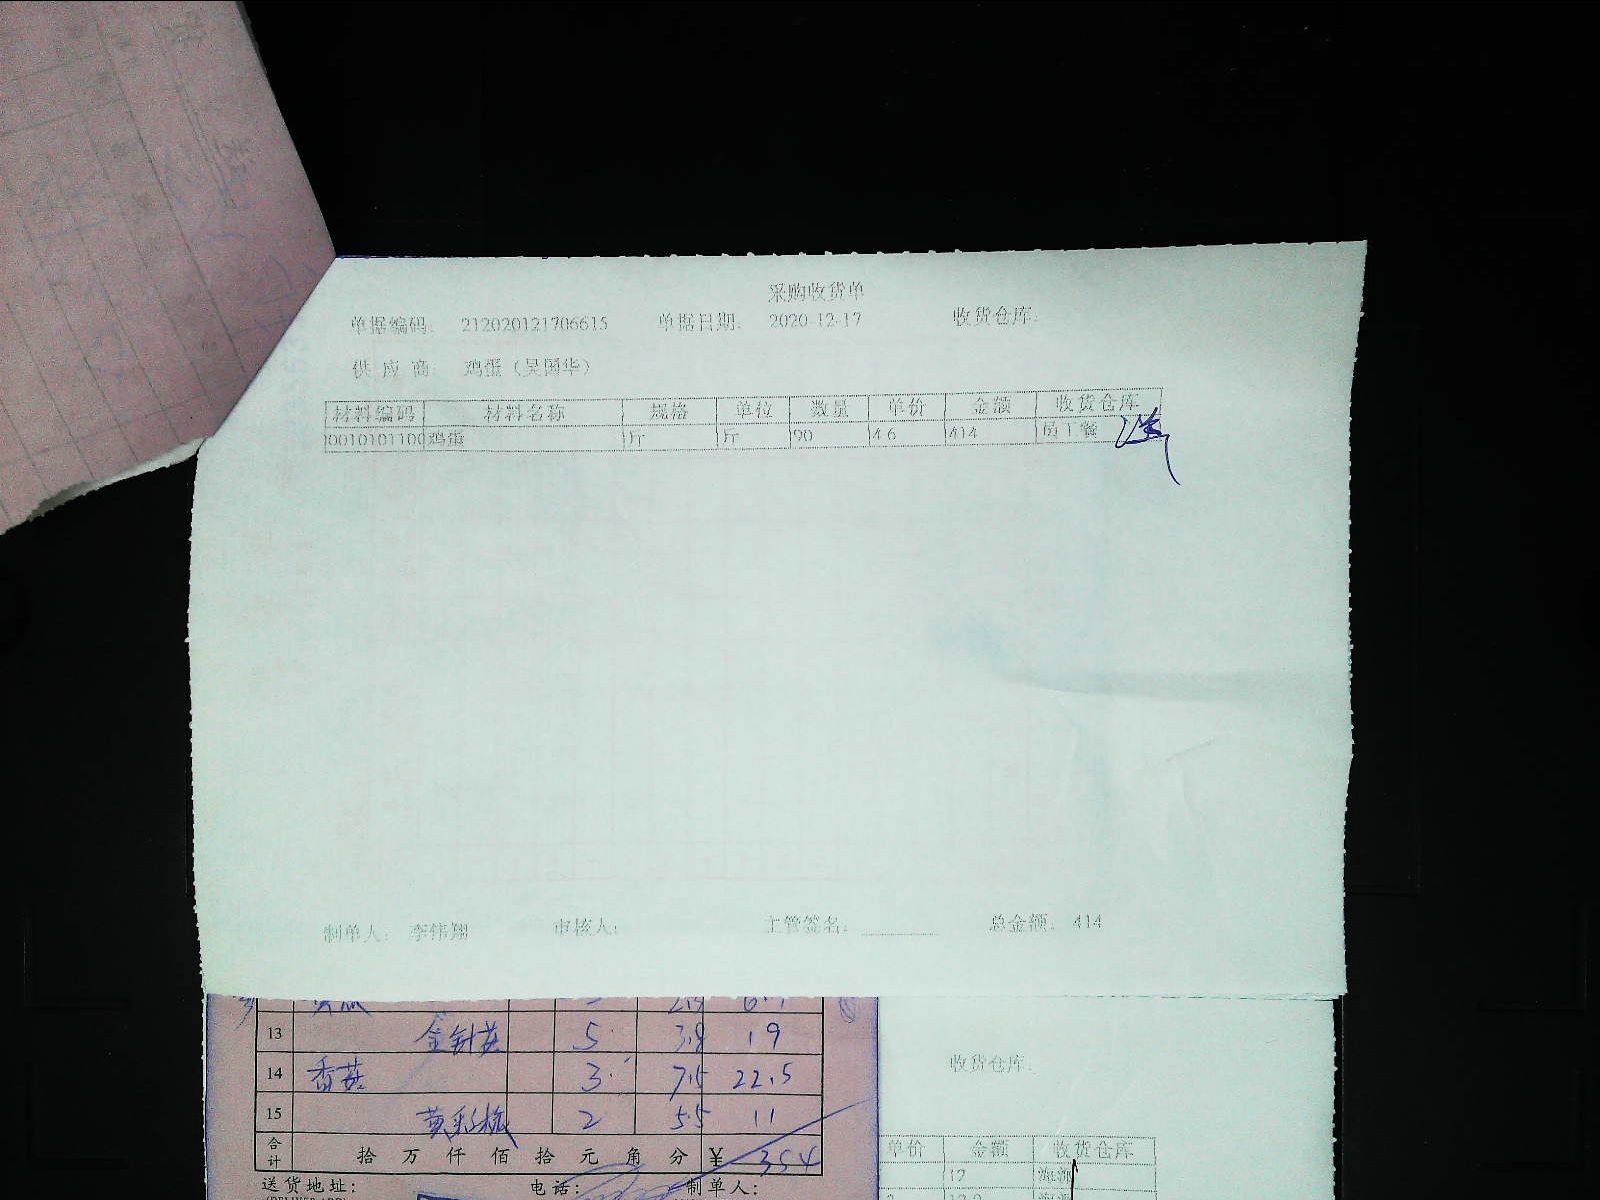 采购收货单
单据编码: 212020121706615 单据日期: 2020-12-17 收货仓库:
供 应 商: 鸡蛋（吴国华）
材料编码 材料名称 规格 单位 数量 单价 金额 收货仓库
00101011００ 鸡蛋 斤 斤 90 4.6 414 员工餐
制单人: 李伟翔 审核人: 主管签名: 总金额: 414
13 金针菇 5 3.8 19
14 香菇 3 7.5 22.5
15 2 5.5 11
合计 拾 万 仟 佰 拾 元 角 分 ¥ 354
送货地址: 电话: 制单人:
收货仓库:
单价 金额 收货仓库
17